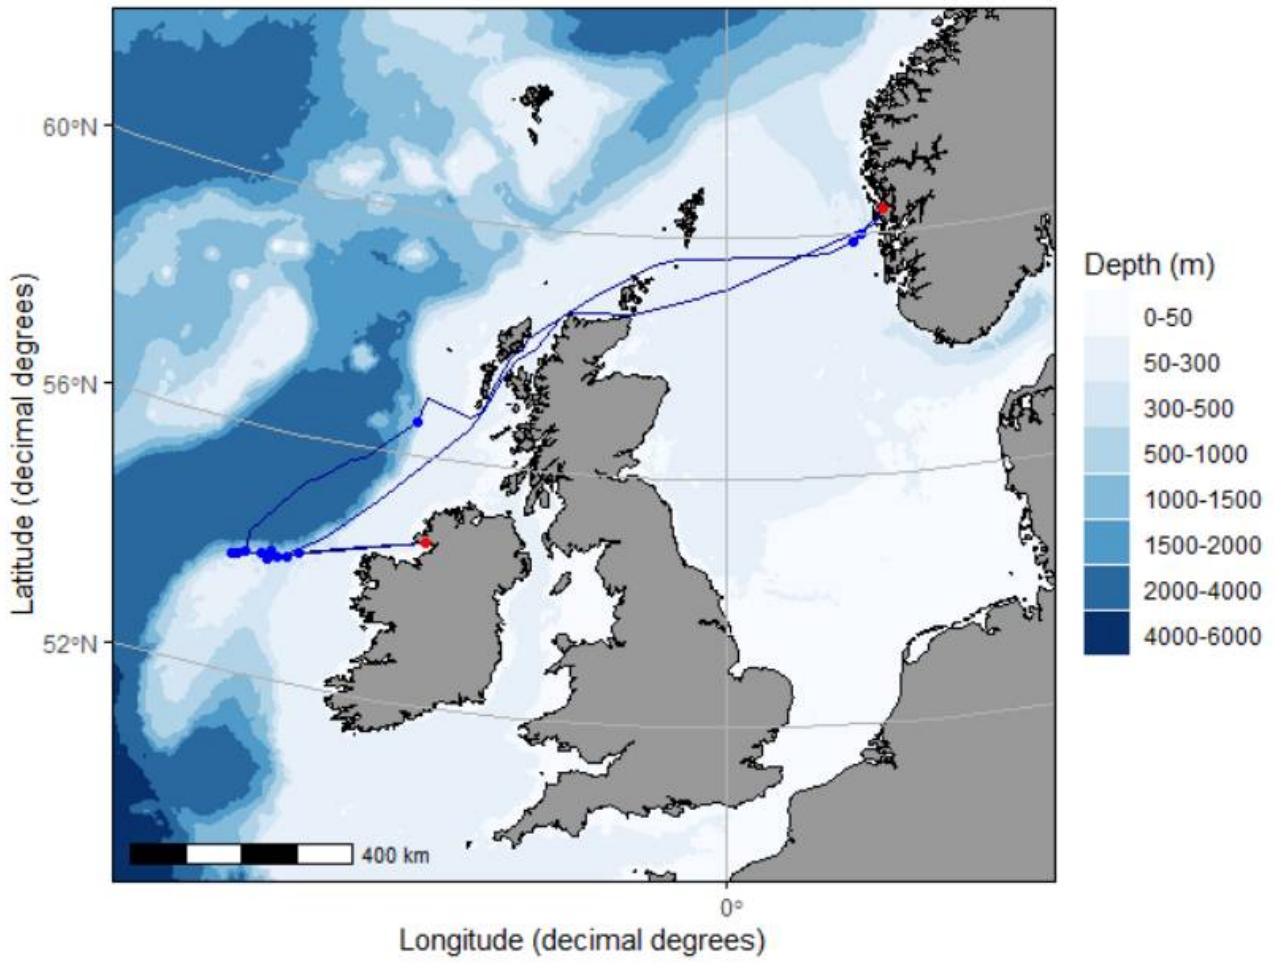 60°N
56°N
52°N
Latitude (decimal degrees)
400 km
0°
Longitude (decimal degrees)
Depth (m)
0-50
50-300
300-500
500-1000
1000-1500
1500-2000
2000-4000
4000-6000